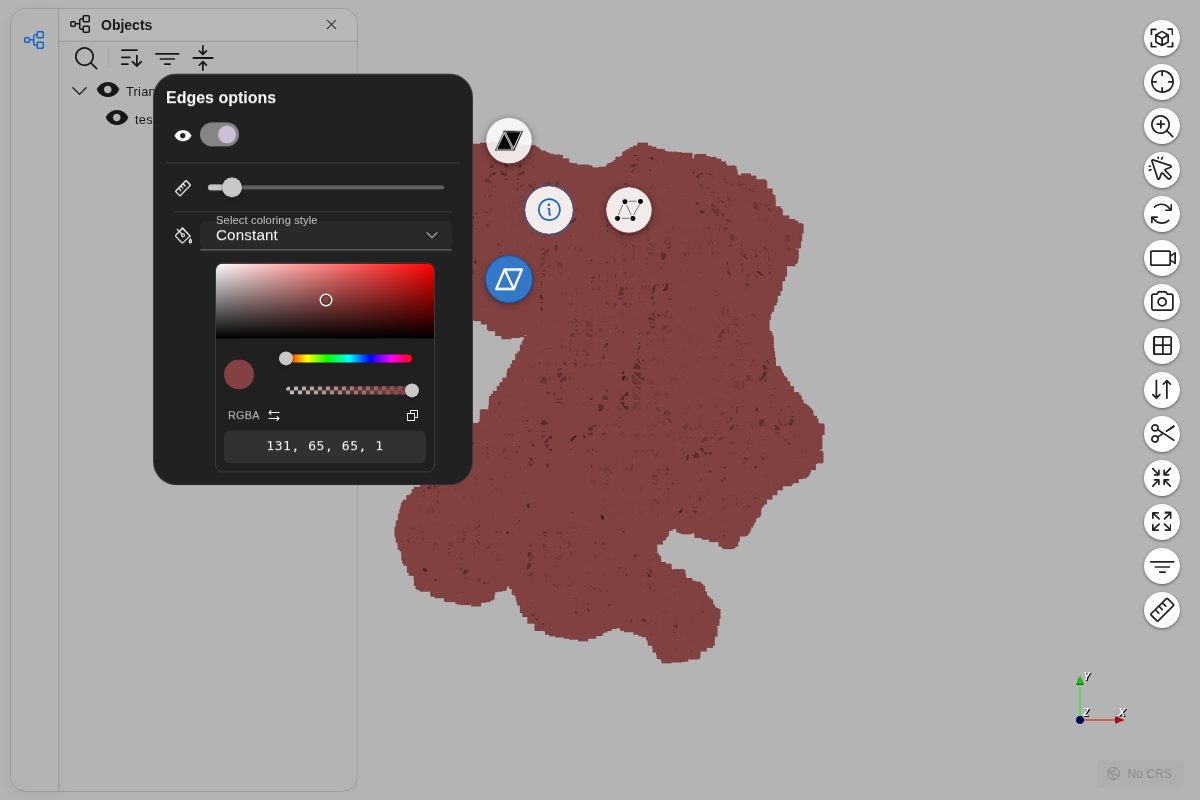 Objects
Trian
tes
Edges options
Select coloring style
Constant
RGBA
131, 65, 65, 1
Y
Z
X
No CRS